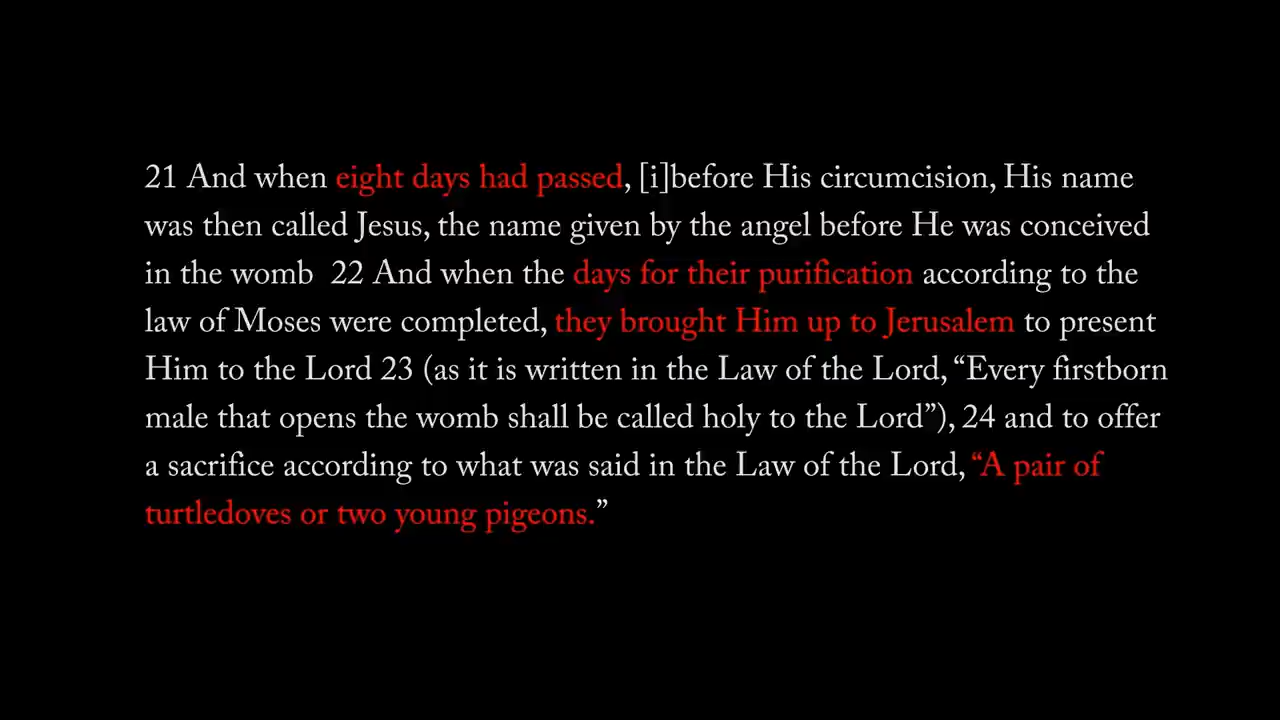 21 And when eight days had passed, [i]before His circumcision, His name
was then called Jesus, the name given by the angel before He was conceived
in the womb  22 And when the days for their purification according to the
law of Moses were completed, they brought Him up to Jerusalem to present
Him to the Lord 23 (as it is written in the Law of the Lord, “Every firstborn
male that opens the womb shall be called holy to the Lord”), 24 and to offer
a sacrifice according to what was said in the Law of the Lord, “A pair of
turtledoves or two young pigeons.”